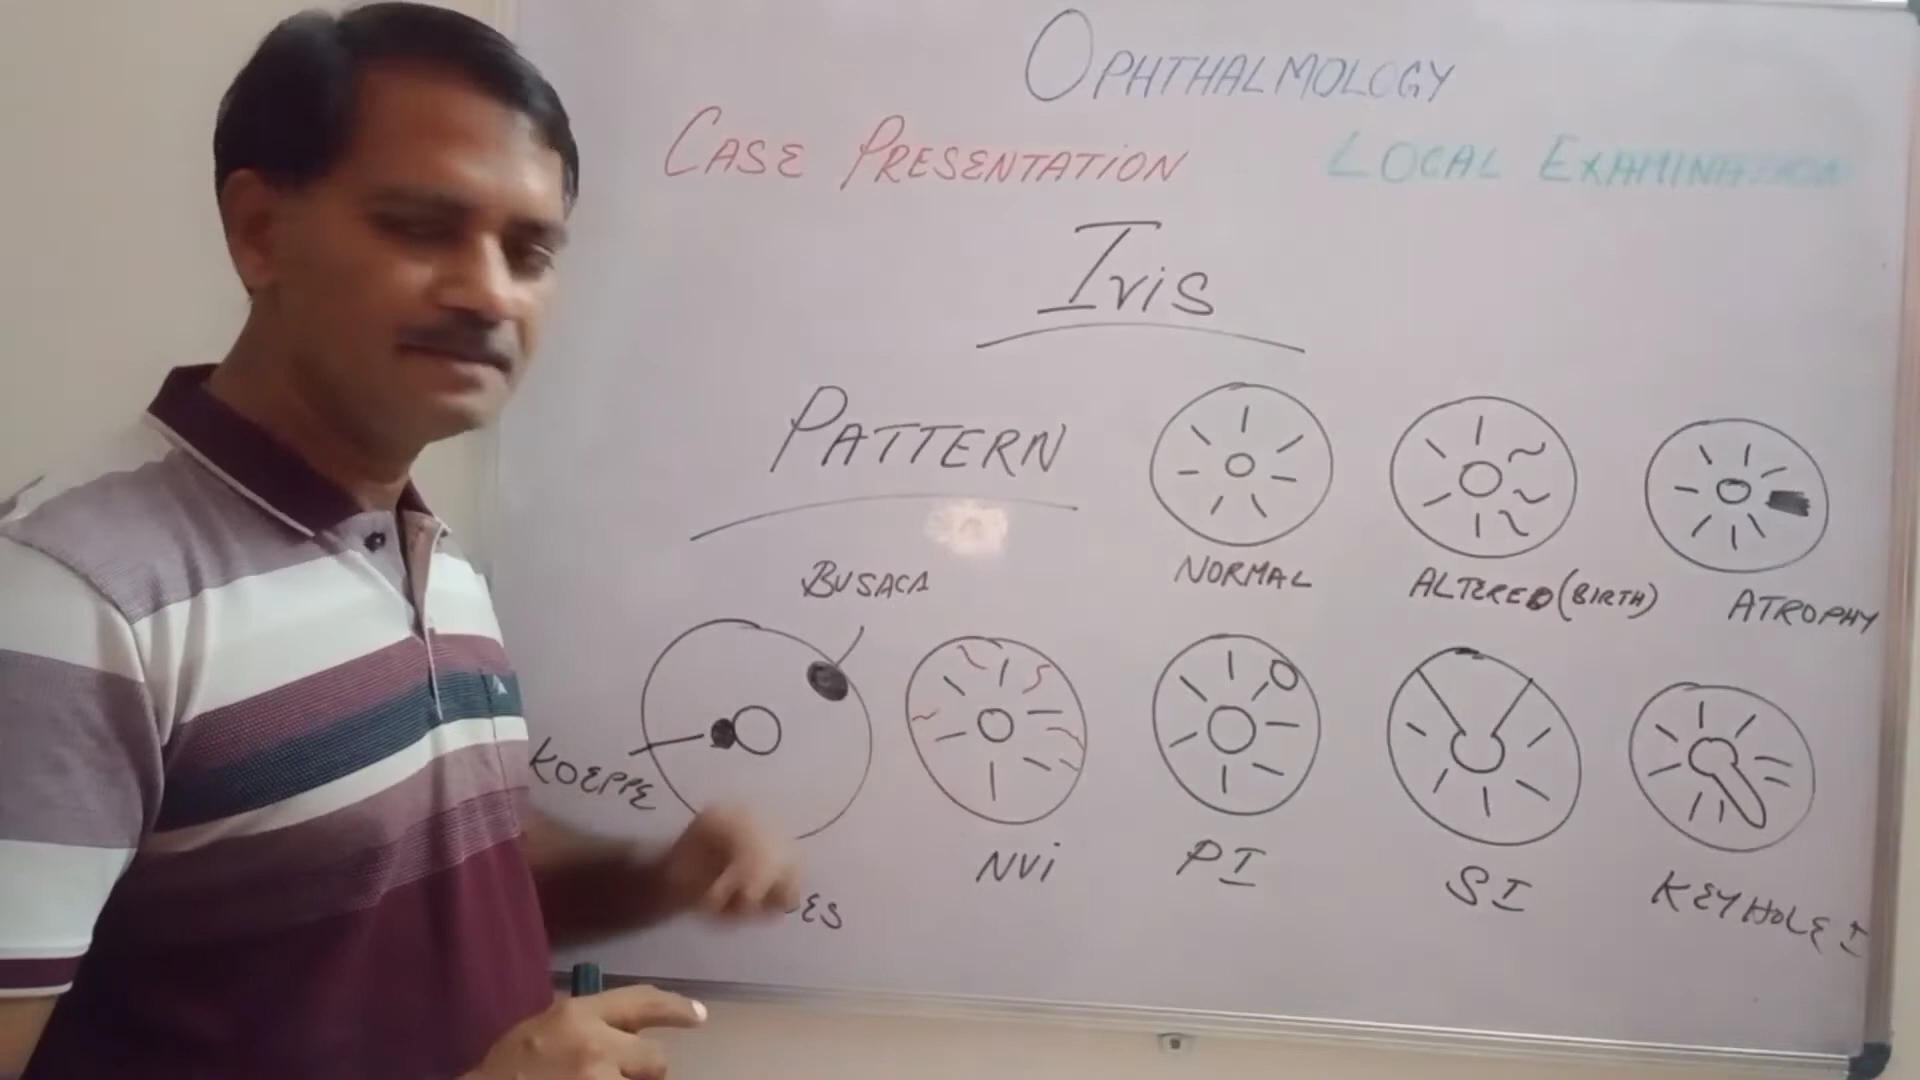 OPHTHALMOLOGY
CASE PRESENTATION LOCAL EXAMINATION
Iris
PATTERN
NORMAL ALTERED (BIRTH) ATROPHY
BUSACA
KOEPPE
NVi PI SI KEYHOLE I